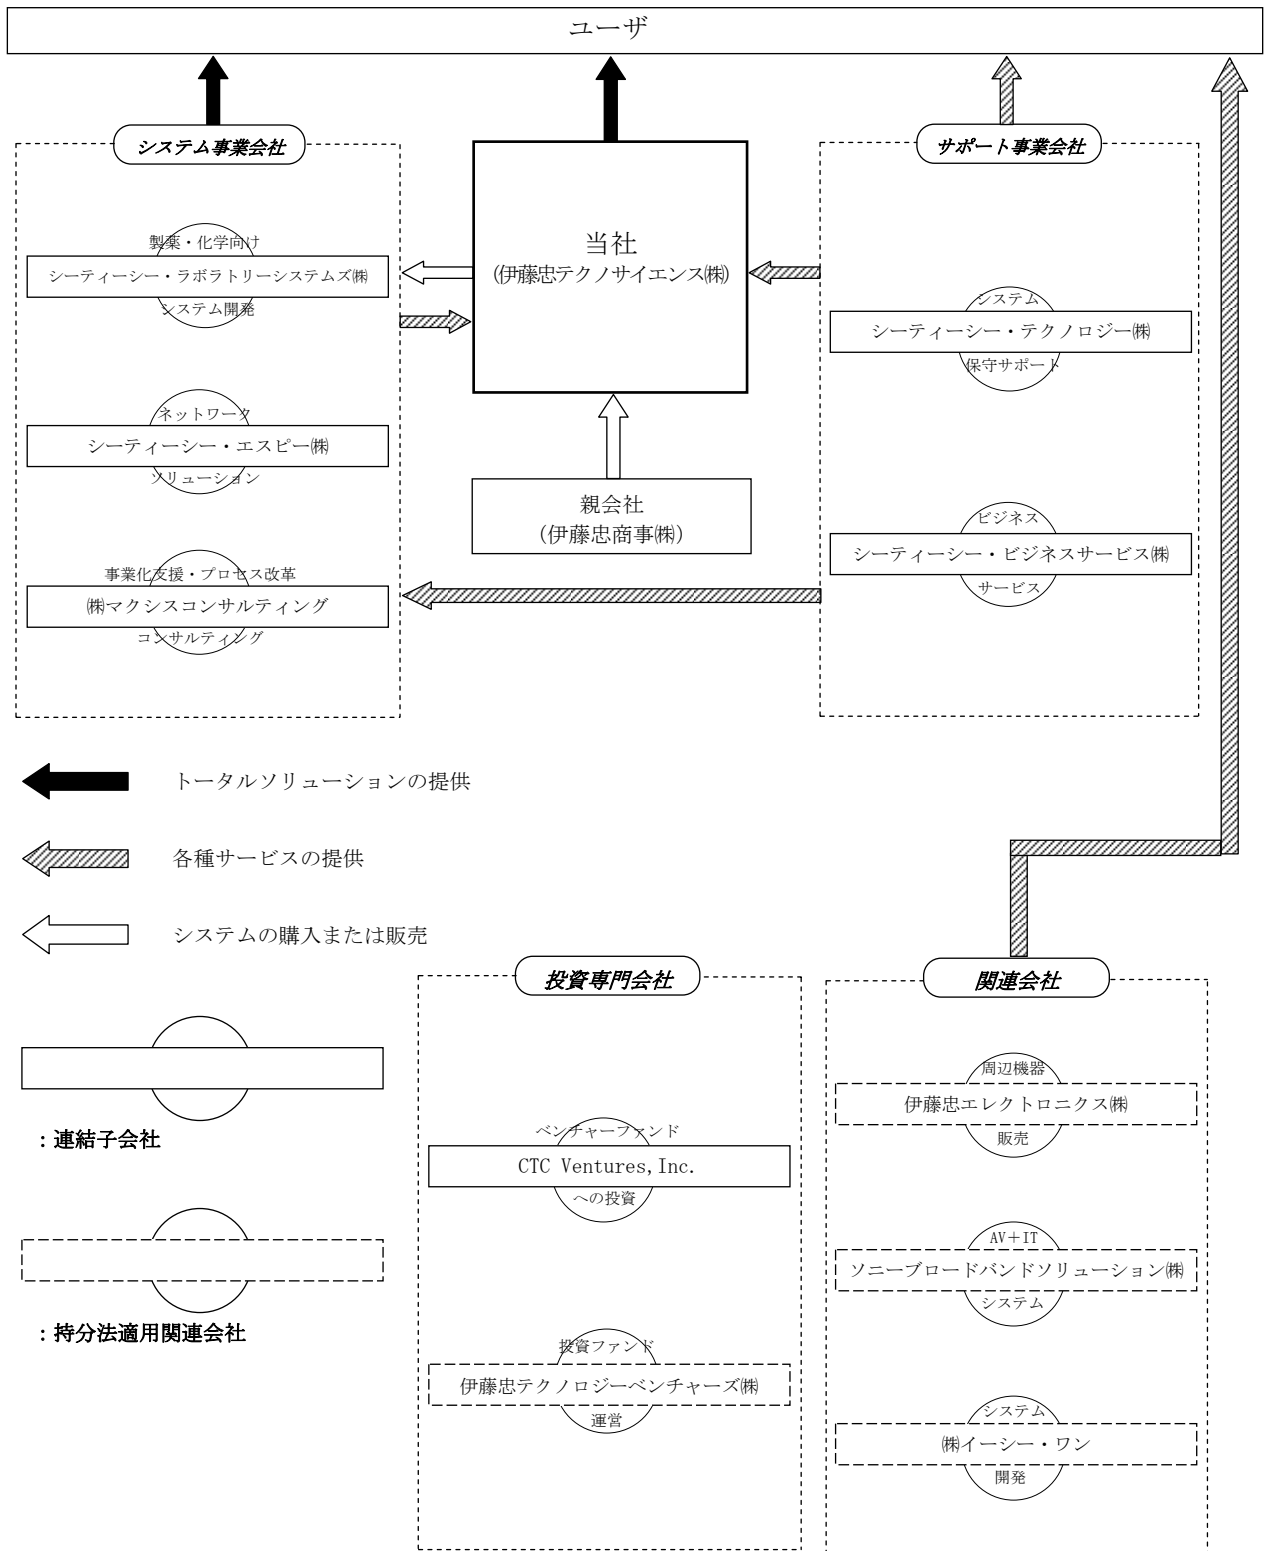 ユーザ
システム事業会社
製薬・化学向け
シーティーシー・ラボラトリーシステムズ㈱
システム開発
ネットワーク
シーティーシー・エスピー㈱
ソリューション
事業化支援・プロセス改革
㈱マクシスコンサルティング
コンサルティング
当社
(伊藤忠テクノサイエンス㈱)
親会社
(伊藤忠商事㈱)
サポート事業会社
システム
シーティーシー・テクノロジー㈱
保守サポート
ビジネス
シーティーシー・ビジネスサービス㈱
サービス
トータルソリューションの提供
各種サービスの提供
システムの購入または販売
：連結子会社
：持分法適用関連会社
投資専門会社
ベンチャーファンド
CTC Ventures,Inc.
への投資
投資ファンド
伊藤忠テクノロジーベンチャーズ㈱
運営
関連会社
周辺機器
伊藤忠エレクトロニクス㈱
販売
AV＋IT
ソニーブロードバンドソリューション㈱
システム
システム
㈱イーシー・ワン
開発